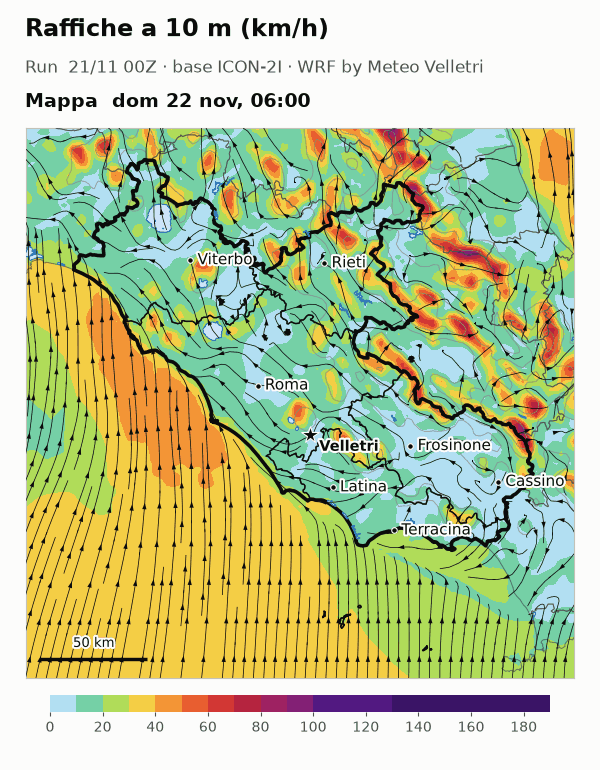 Raffiche a 10 m (km/h)
Run 21/11 00Z · base ICON-2I · WRF by Meteo Velletri
Mappa dom 22 nov, 06:00
Viterbo
Rieti
Roma
Velletri
Frosinone
Cassino
Latina
Terracina
50 km
0 20 40 60 80 100 120 140 160 180